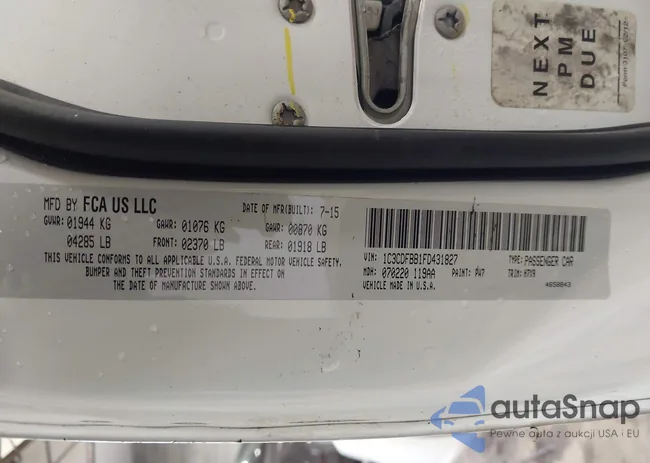 NEXT
PM
DUE
MFD BY FCA US LLC
DATE OF MFR(BUILT): 7-15
GVWR: 01944 KG
GAWR: 01076 KG
GAWR: 00870 KG
04285 LB
FRONT: 02370 LB
REAR: 01918 LB
THIS VEHICLE CONFORMS TO ALL APPLICABLE U.S.A. FEDERAL MOTOR VEHICLE SAFETY,
BUMPER AND THEFT PREVENTION STANDARDS IN EFFECT ON
THE DATE OF MANUFACTURE SHOWN ABOVE.
VIN: 1C3CDFBB1FD431827
TYPE: PASSENGER CAR
MDH: 070220 119AA
PAINT: PW7
TRIM: H7X9
VEHICLE MADE IN U.S.A.
4658843
autaSnap
Pewne auta z aukcji USA i EU